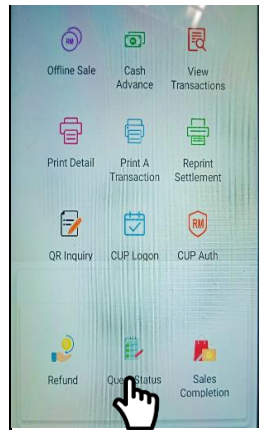 RM
Offline Sale
Cash
Advance
View
Transactions
Print Detail
Print A
Transaction
Reprint
Settlement
QR Inquiry
CUP Logon
RM
CUP Auth
Refund
Status
Sales
Completion